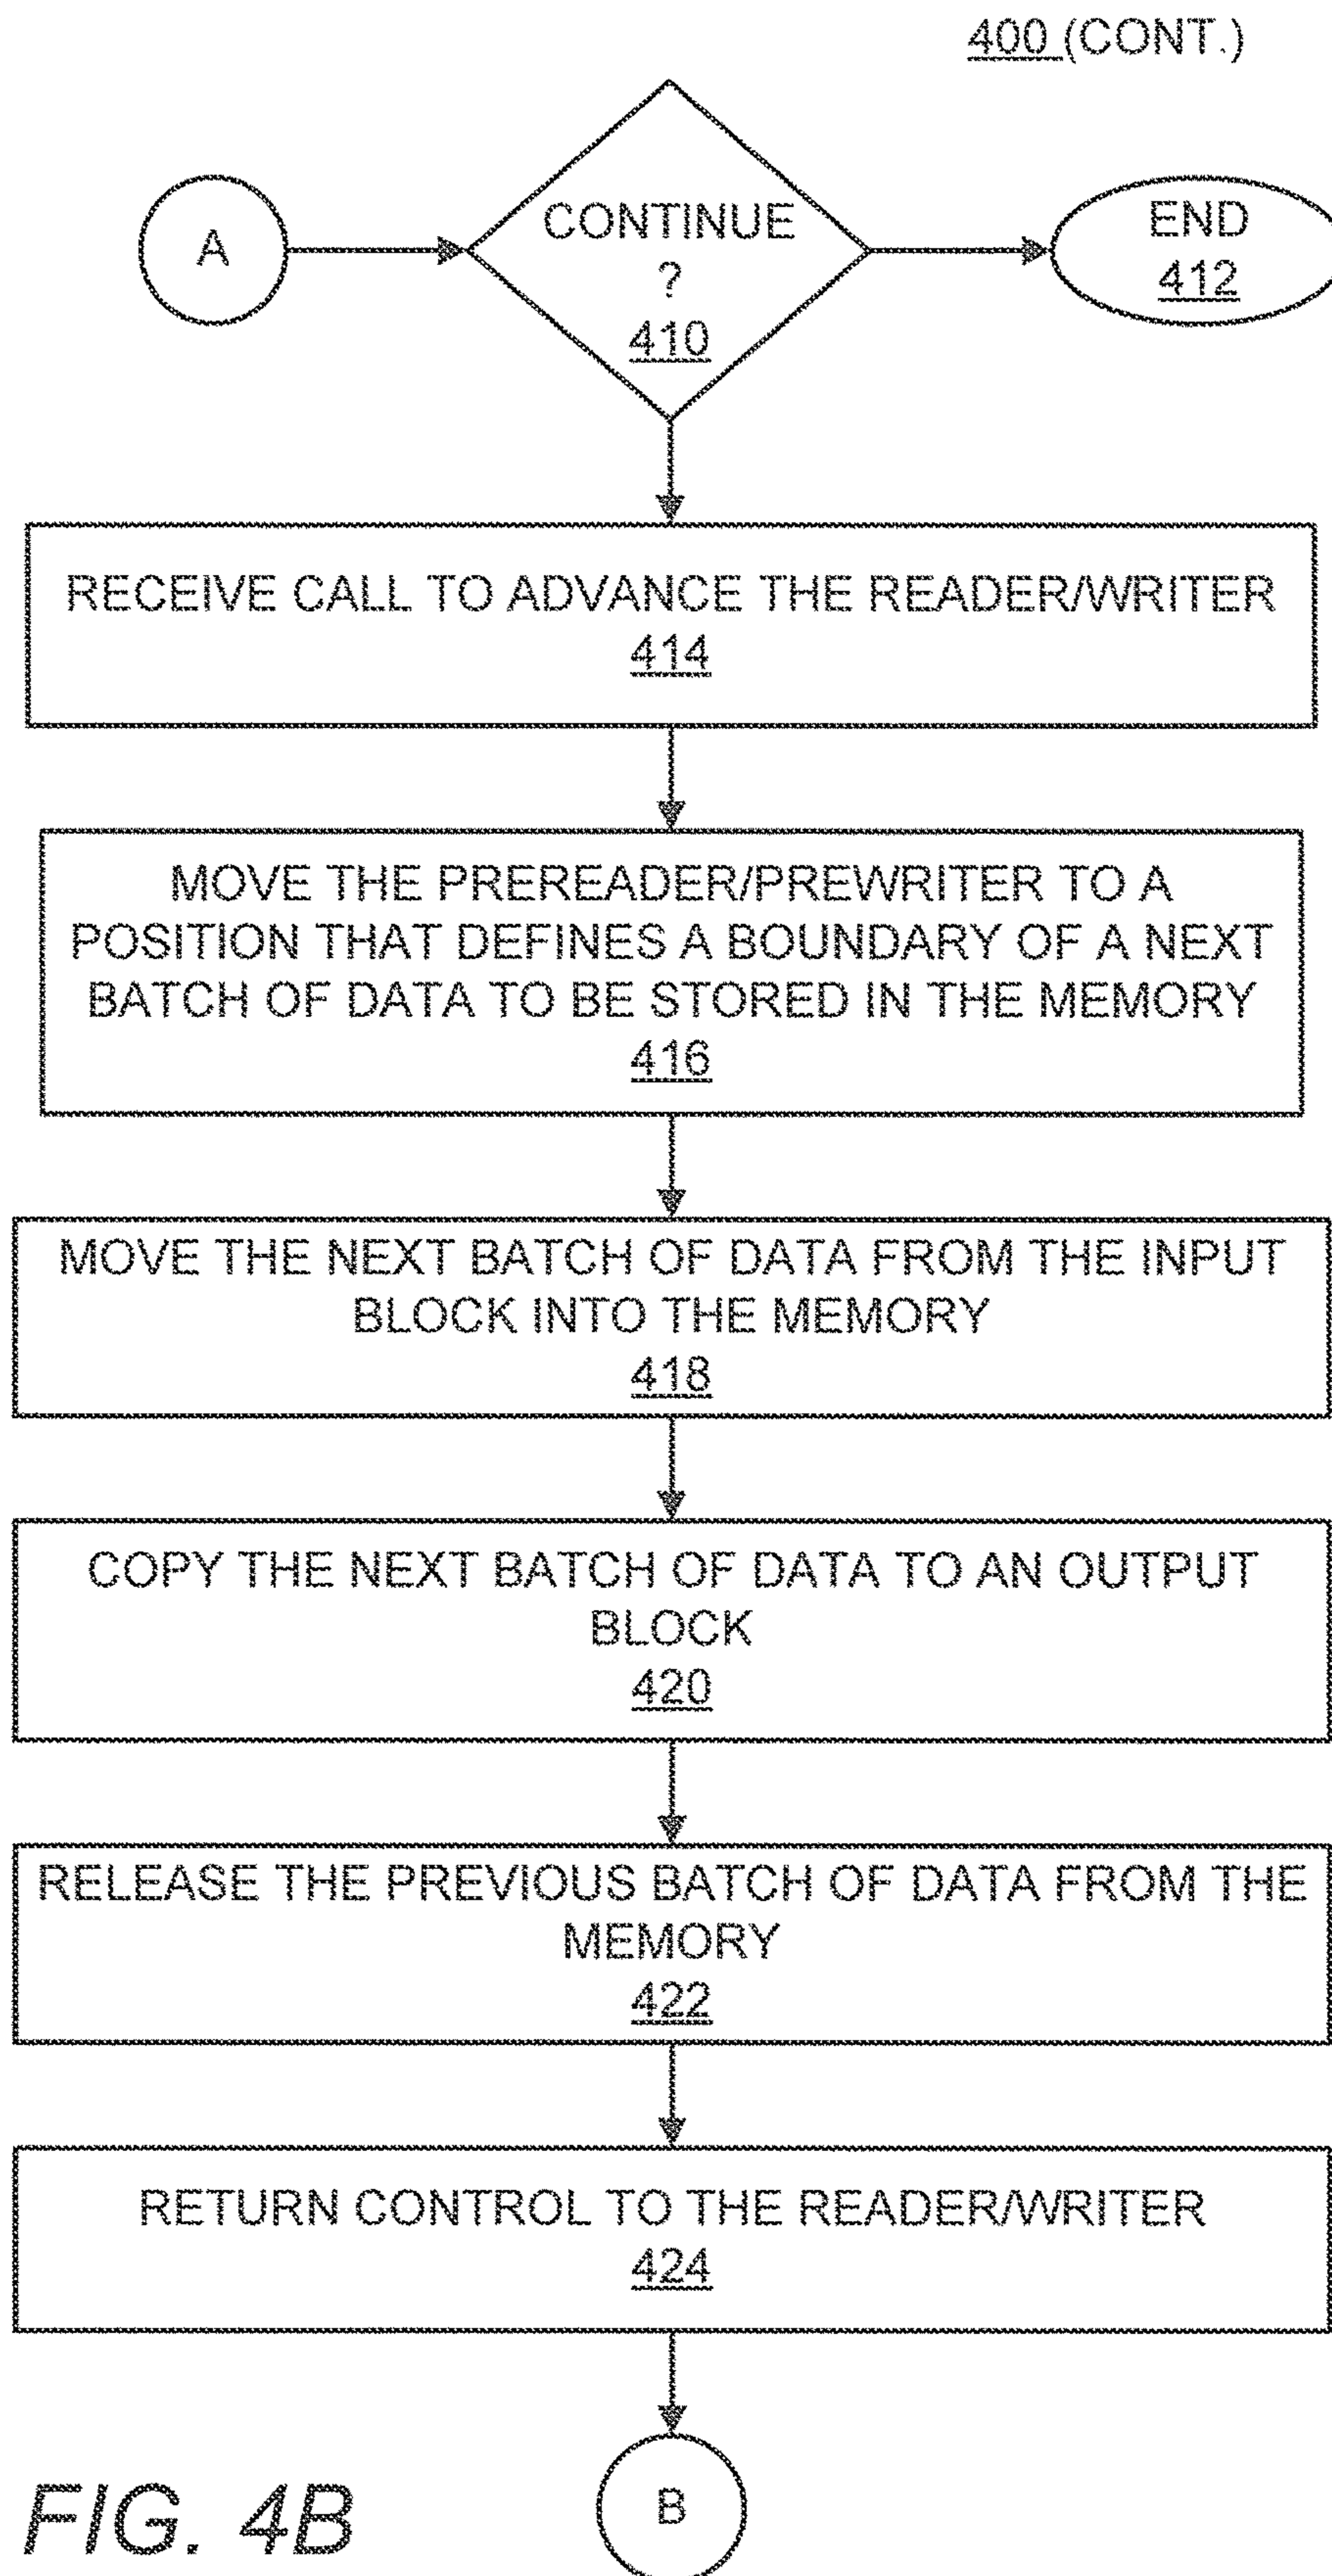 400 (CONT.)
A
CONTINUE
?
410
END
412
RECEIVE CALL TO ADVANCE THE READER/WRITER
414
MOVE THE PREREADER/PREWRITER TO A
POSITION THAT DEFINES A BOUNDARY OF A NEXT
BATCH OF DATA TO BE STORED IN THE MEMORY
416
MOVE THE NEXT BATCH OF DATA FROM THE INPUT
BLOCK INTO THE MEMORY
418
COPY THE NEXT BATCH OF DATA TO AN OUTPUT
BLOCK
420
RELEASE THE PREVIOUS BATCH OF DATA FROM THE
MEMORY
422
RETURN CONTROL TO THE READER/WRITER
424
B
FIG. 4B